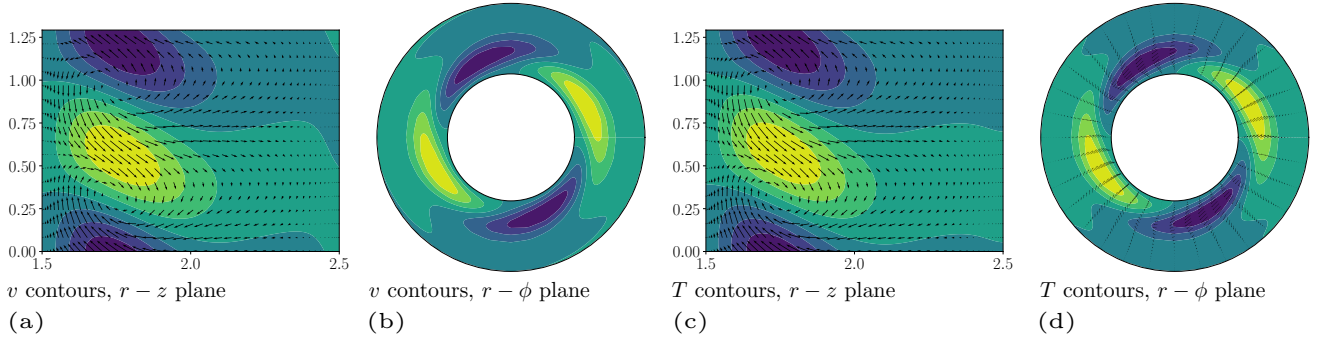 1.25
1.00
0.75
0.50
0.25
0.00
1.5 2.0 2.5
v contours, r − z plane
(a)
v contours, r − ϕ plane
(b)
1.25
1.00
0.75
0.50
0.25
0.00
1.5 2.0 2.5
T contours, r − z plane
(c)
T contours, r − ϕ plane
(d)